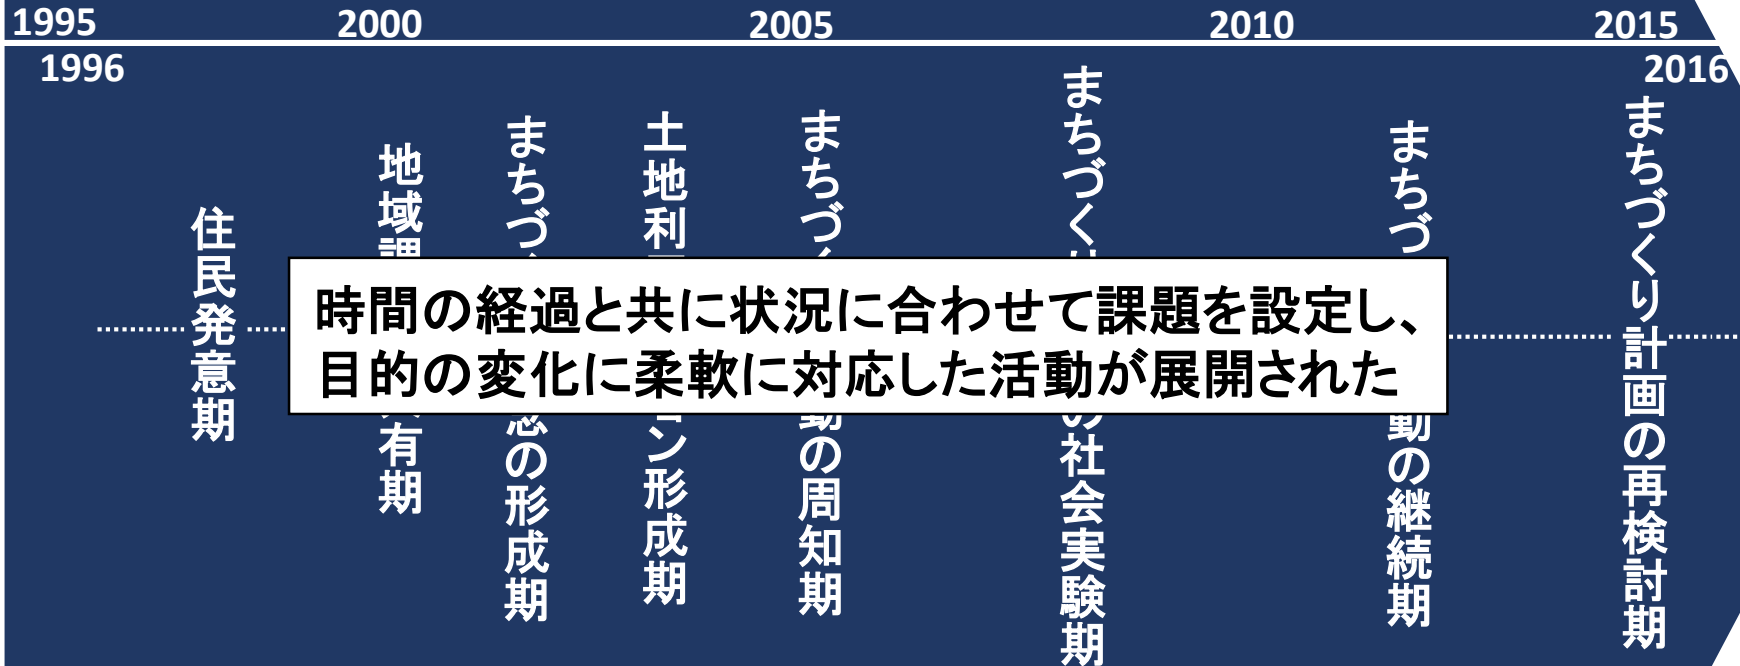 1995 2000 2005 2010 2015
1996 2016
住民発意期
地域課 有期
まちづ 念の形成期
土地利 ョン形成期
まちづ 動の周知期
まちづく の社会実験期
まちづ 動の継続期
まちづくり計画の再検討期
時間の経過と共に状況に合わせて課題を設定し、
目的の変化に柔軟に対応した活動が展開された